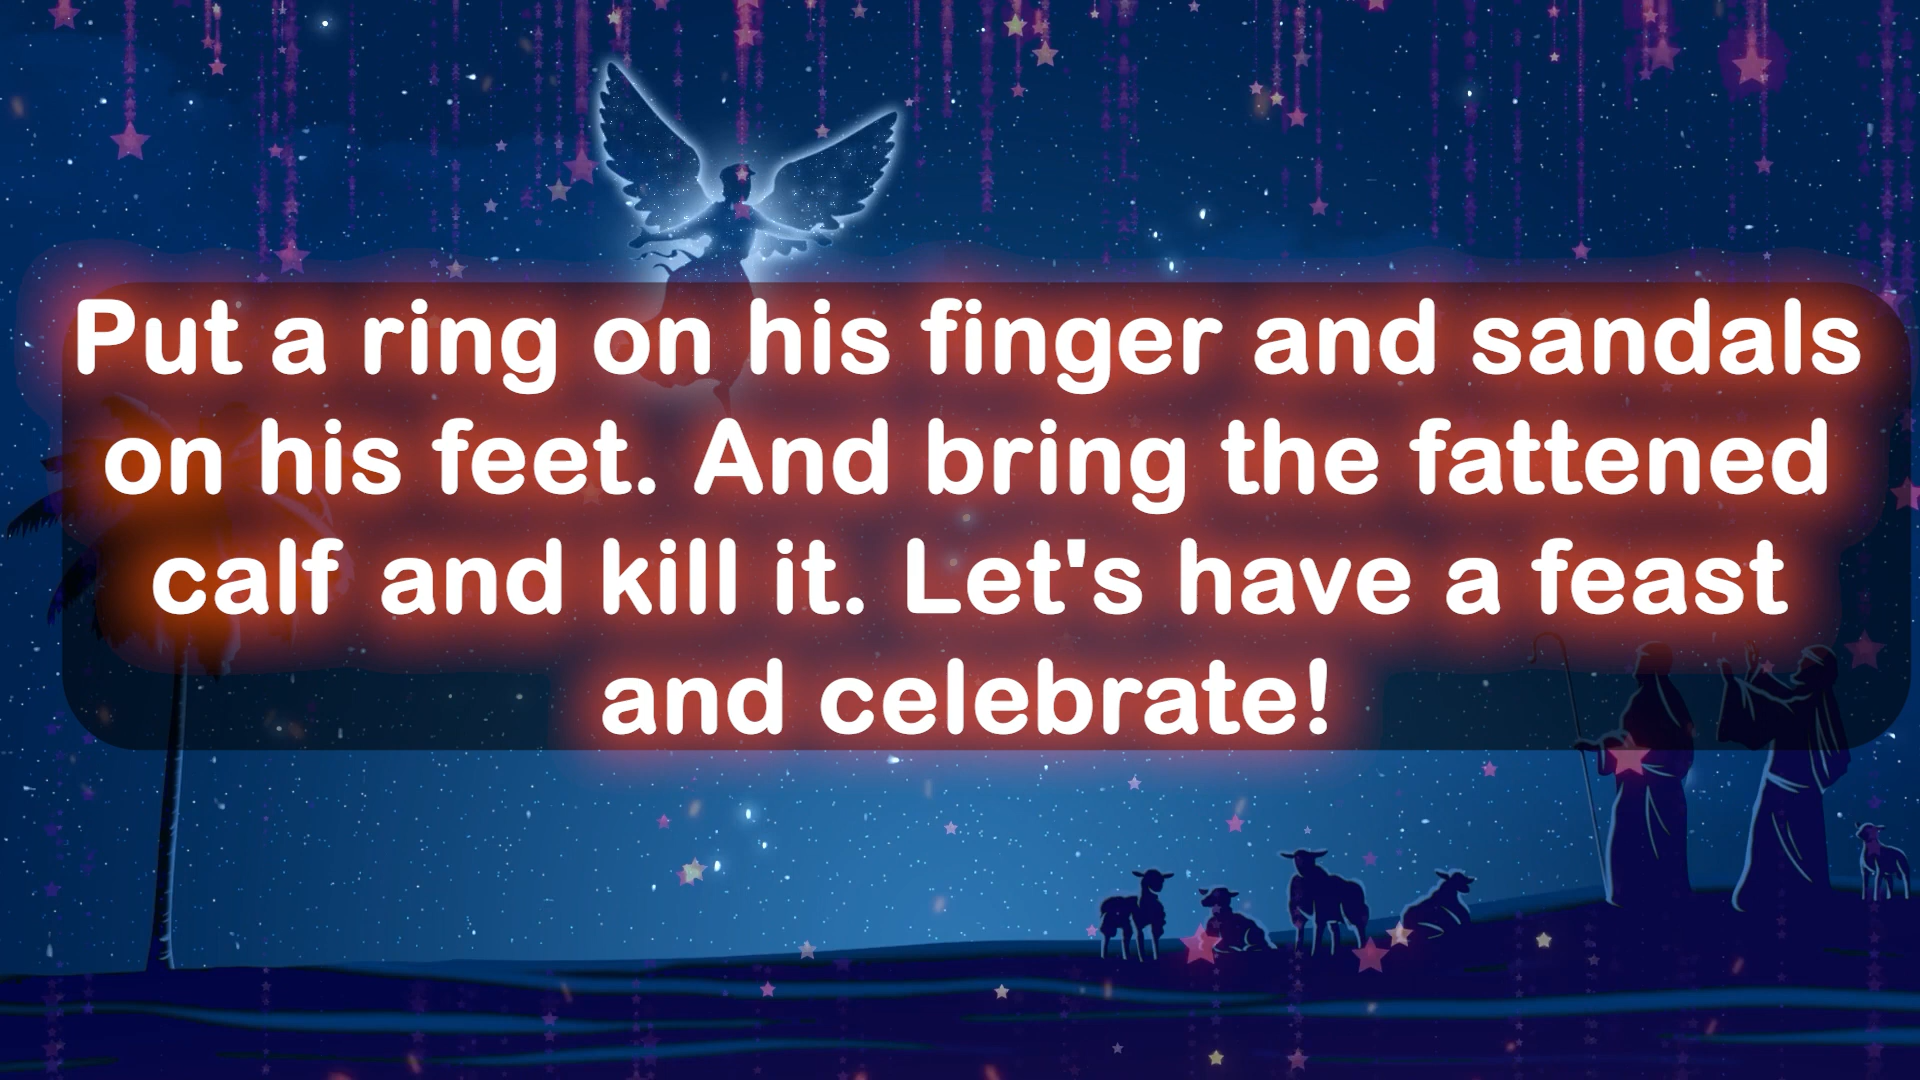 Put a ring on his finger and sandals
on his feet. And bring the fattened
calf and kill it. Let's have a feast
and celebrate!